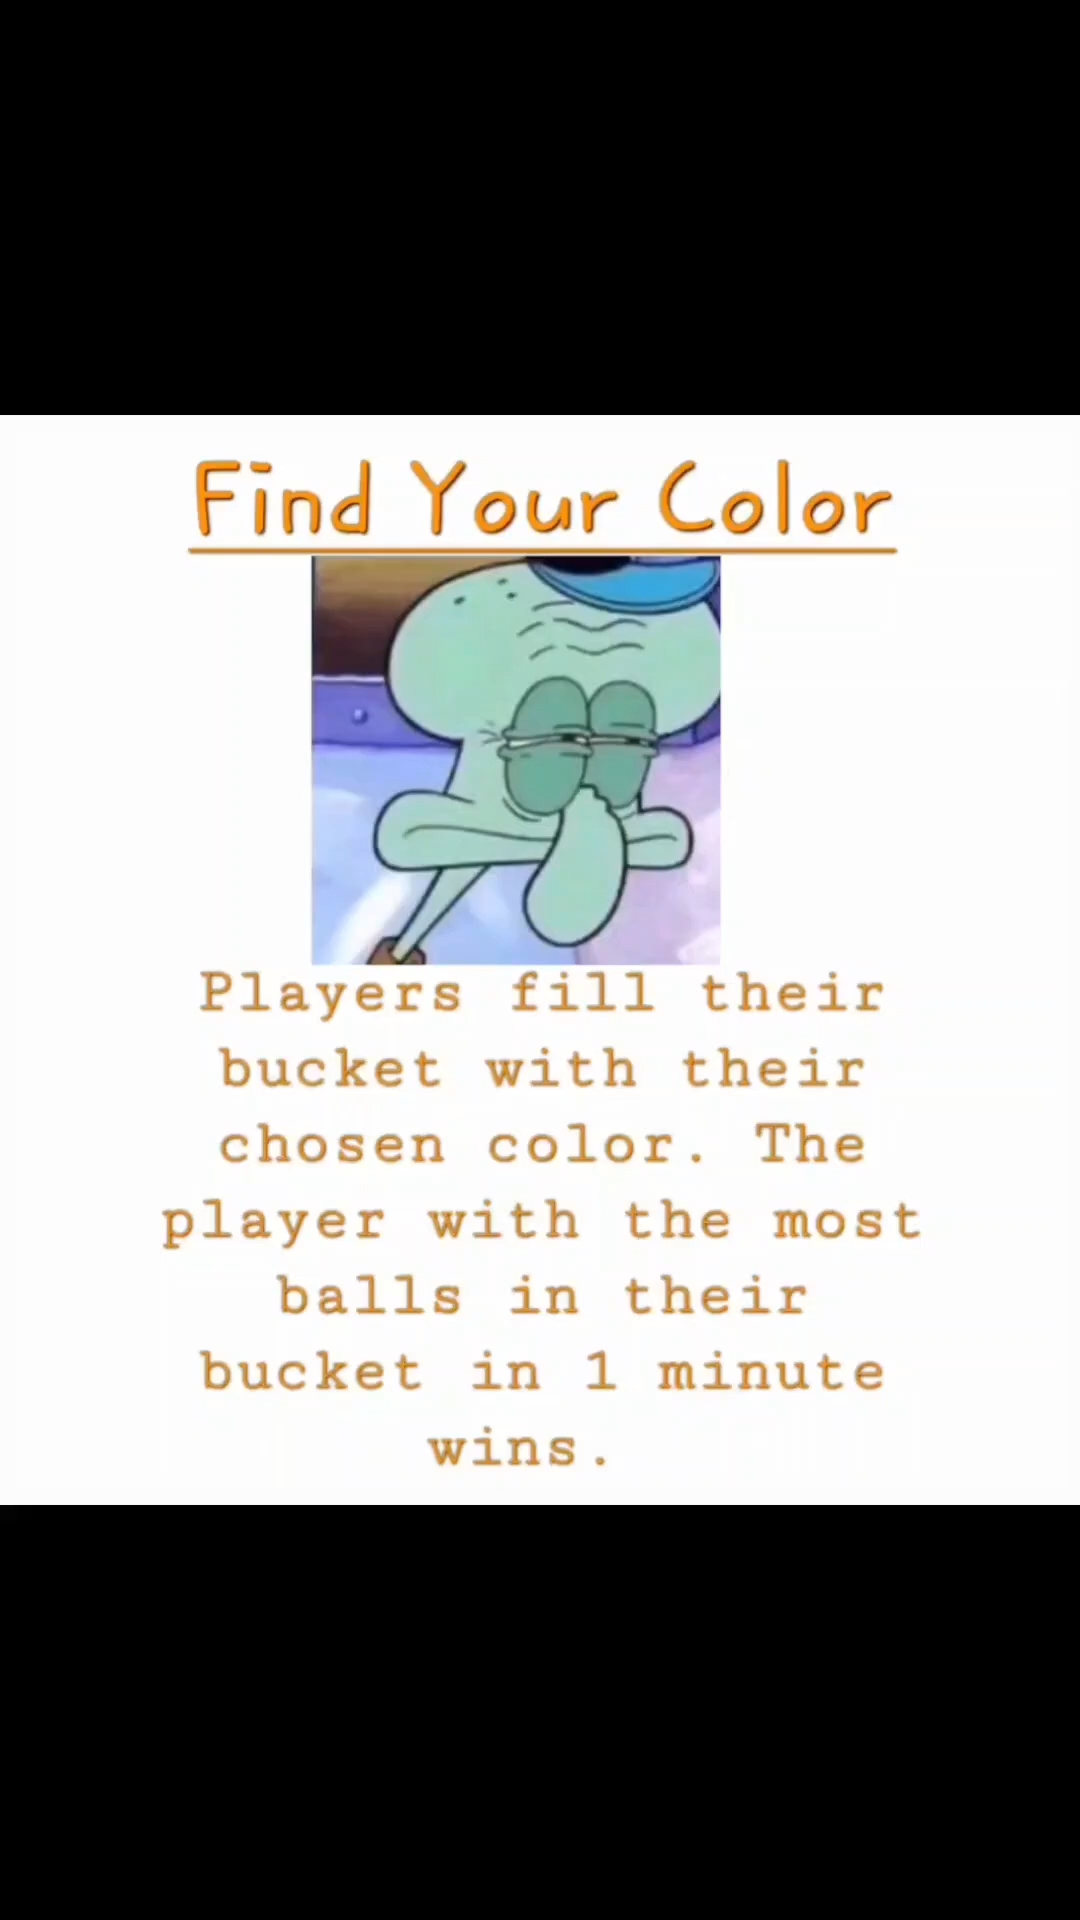 Find Your Color
Players fill their
bucket with their
chosen color. The
player with the most
balls in their
bucket in 1 minute
wins.